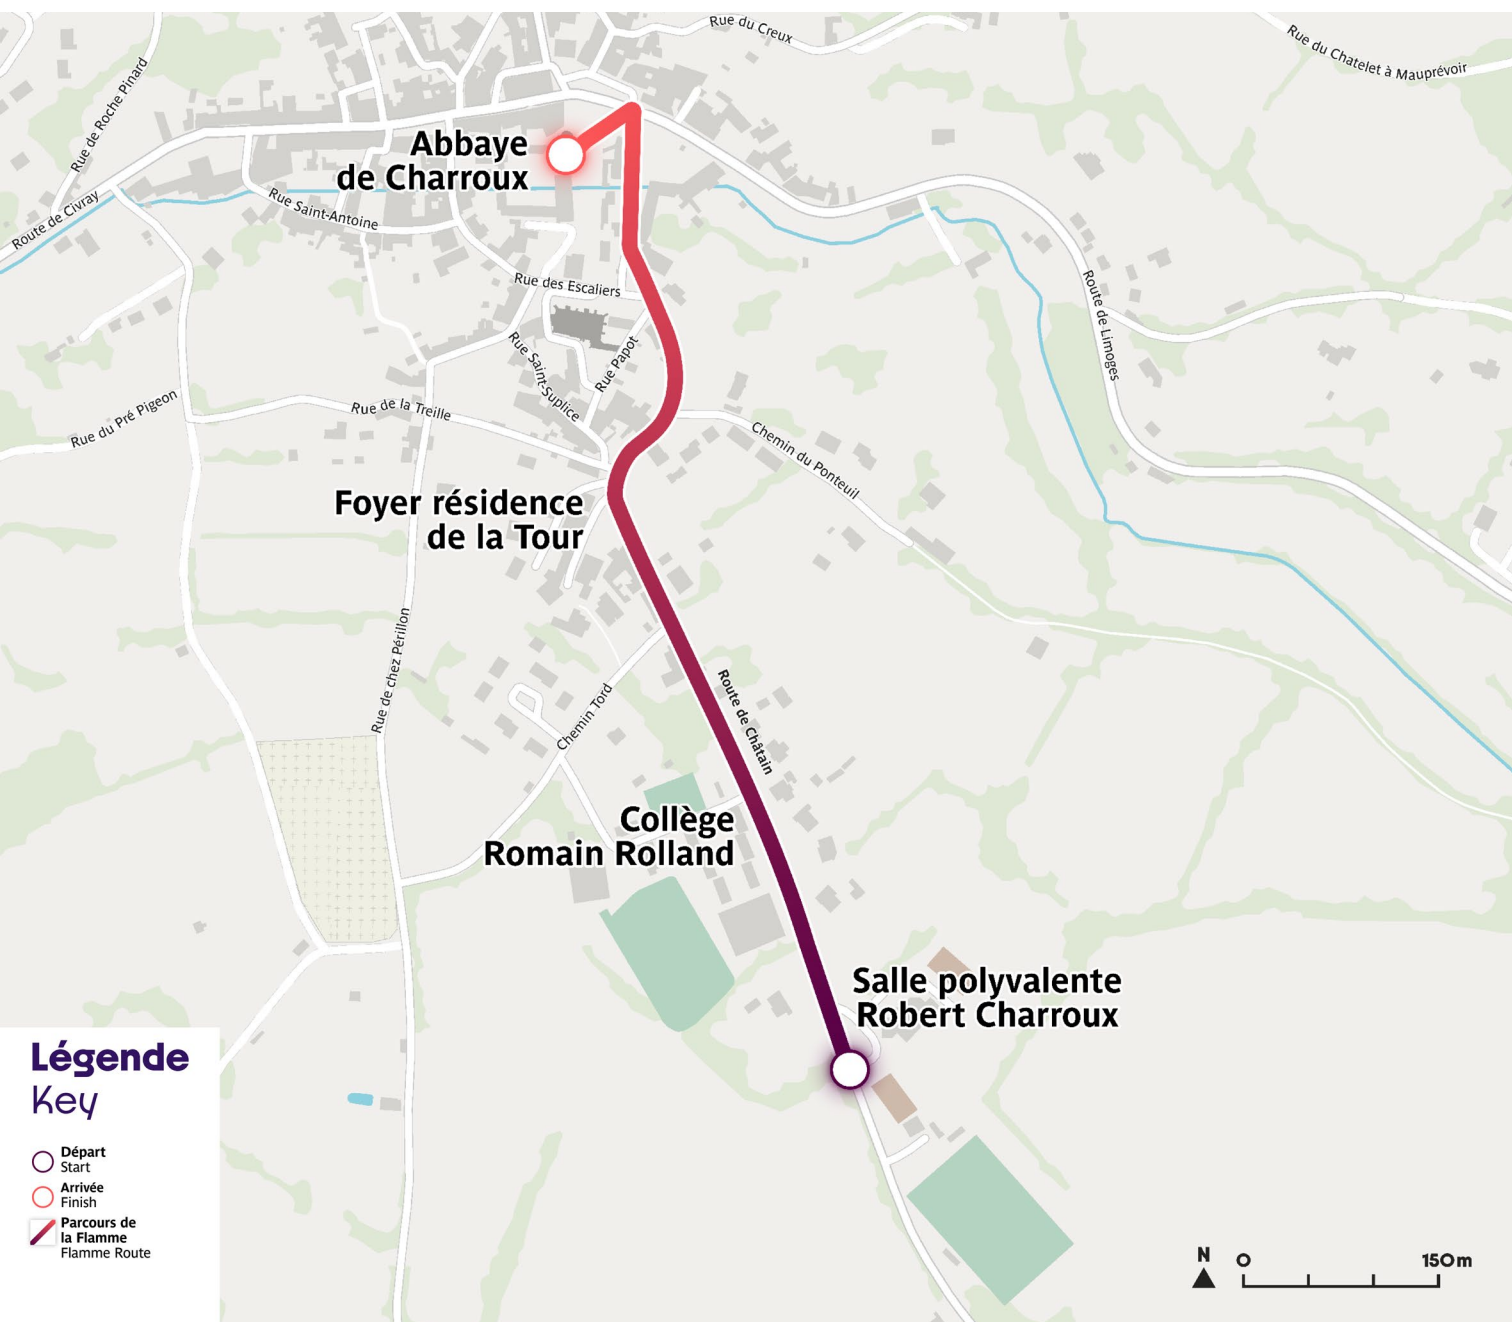 Rue du Creux
Rue du Chatelet à Mauprévoir
Rue de Roche Pinard
Abbaye
de Charroux
Route de Civray
Rue Saint-Antoine
Rue des Escaliers
Route de Limoges
Rue Saint-Suplice
Rue Papot
Rue du Pré Pigeon
Rue de la Treille
Chemin du Ponteuil
Foyer résidence
de la Tour
Rue de chez Périllon
Chemin Tord
Route de Châtain
Collège
Romain Rolland
Salle polyvalente
Robert Charroux
Légende
Key
Départ
Start
Arrivée
Finish
Parcours de
la Flamme
Flamme Route
N 0 150m